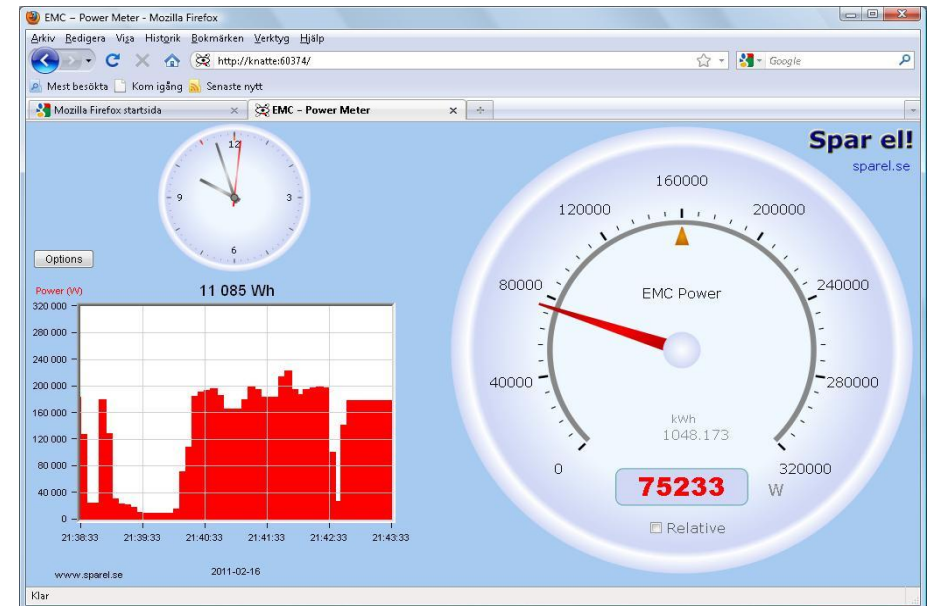 EMC – Power Meter - Mozilla Firefox
Arkiv Redigera Visa Historik Bokmärken Verktyg Hjälp
http://knatte:60374/
Google
Mest besökta Kom igång Senaste nytt
Mozilla Firefox startsida
EMC – Power Meter
Spar el!
sparel.se
12
3
6
9
Options
Power (W)
11 085 Wh
320 000
280 000
240 000
200 000
160 000
120 000
80 000
40 000
0
21:38:33 21:39:33 21:40:33 21:41:33 21:42:33 21:43:33
www.sparel.se
2011-02-16
160000
120000 200000
80000 240000
EMC Power
40000 280000
kWh
1048.173
0 320000
75233 W
Relative
Klar